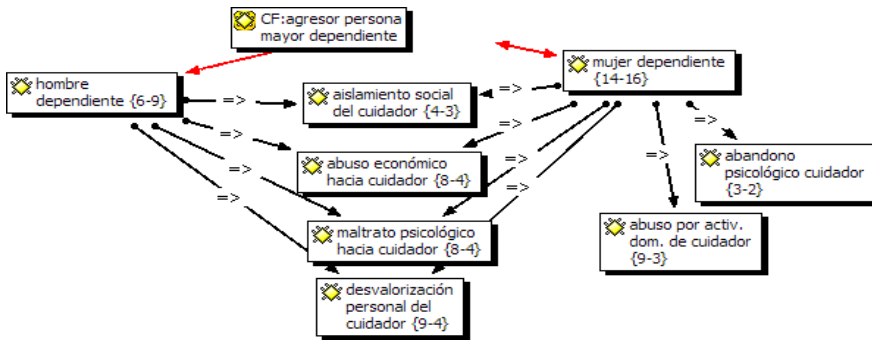 CF:agresor persona
mayor dependiente
hombre
dependiente {6-9}
mujer dependiente
{14-16}
=>
=>
aislamiento social
del cuidador {4-3}
=>
=>
=>
=>
abuso económico
hacia cuidador {8-4}
=>
=>
abandono
psicológico cuidador
{3-2}
=>
=>
maltrato psicológico
hacia cuidador {8-4}
abuso por activ.
dom. de cuidador
{9-3}
desvalorización
personal del
cuidador {9-4}